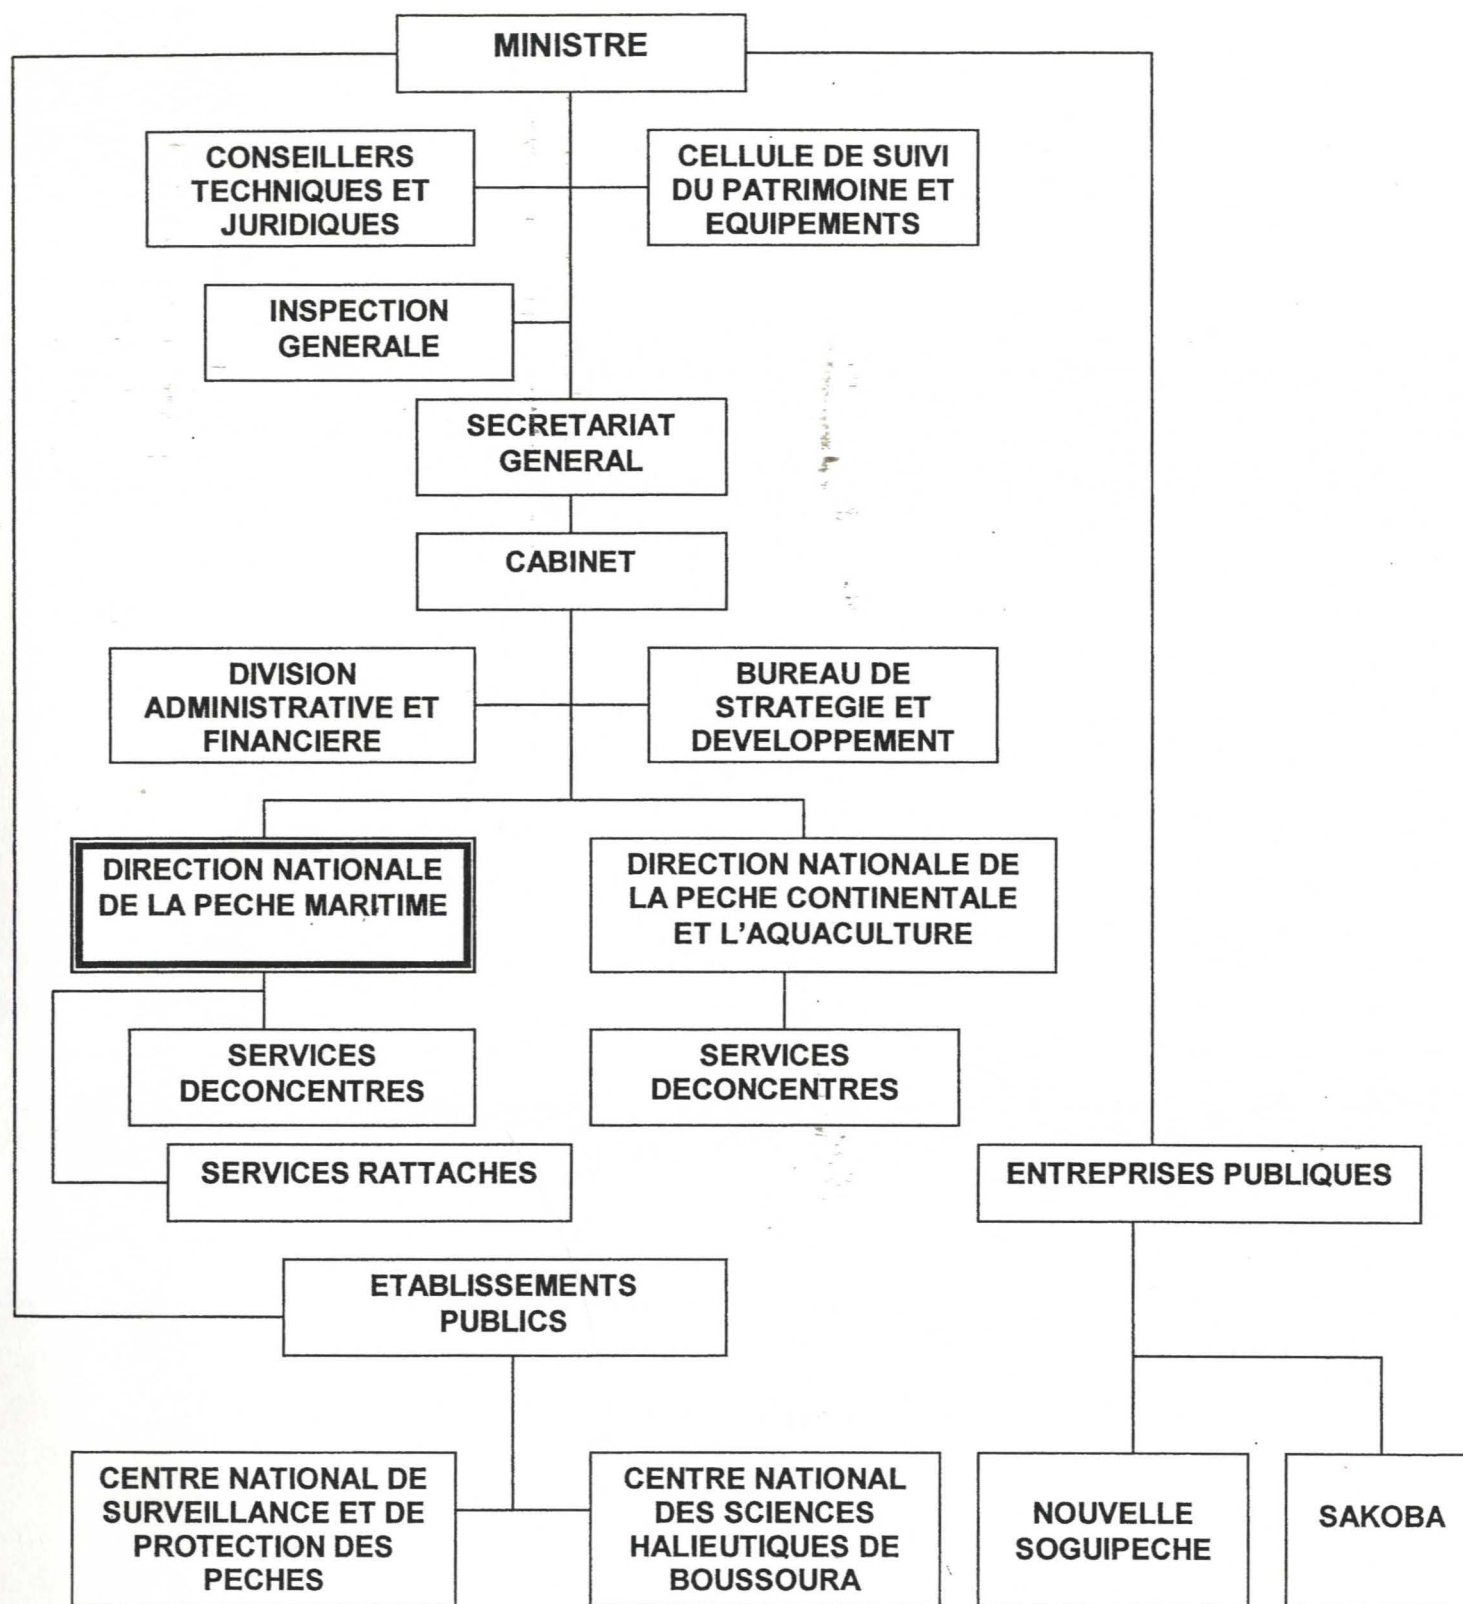 MINISTRE
CONSEILLERS
TECHNIQUES ET
JURIDIQUES
CELLULE DE SUIVI
DU PATRIMOINE ET
EQUIPEMENTS
INSPECTION
GENERALE
SECRETARIAT
GENERAL
CABINET
DIVISION
ADMINISTRATIVE ET
FINANCIERE
BUREAU DE
STRATEGIE ET
DEVELOPPEMENT
DIRECTION NATIONALE
DE LA PECHE MARITIME
DIRECTION NATIONALE DE
LA PECHE CONTINENTALE
ET L'AQUACULTURE
SERVICES
DECONCENTRES
SERVICES
DECONCENTRES
SERVICES RATTACHES
ENTREPRISES PUBLIQUES
ETABLISSEMENTS
PUBLICS
CENTRE NATIONAL DE
SURVEILLANCE ET DE
PROTECTION DES
PECHES
CENTRE NATIONAL
DES SCIENCES
HALIEUTIQUES DE
BOUSSOURA
NOUVELLE
SOGUIPECHE
SAKOBA